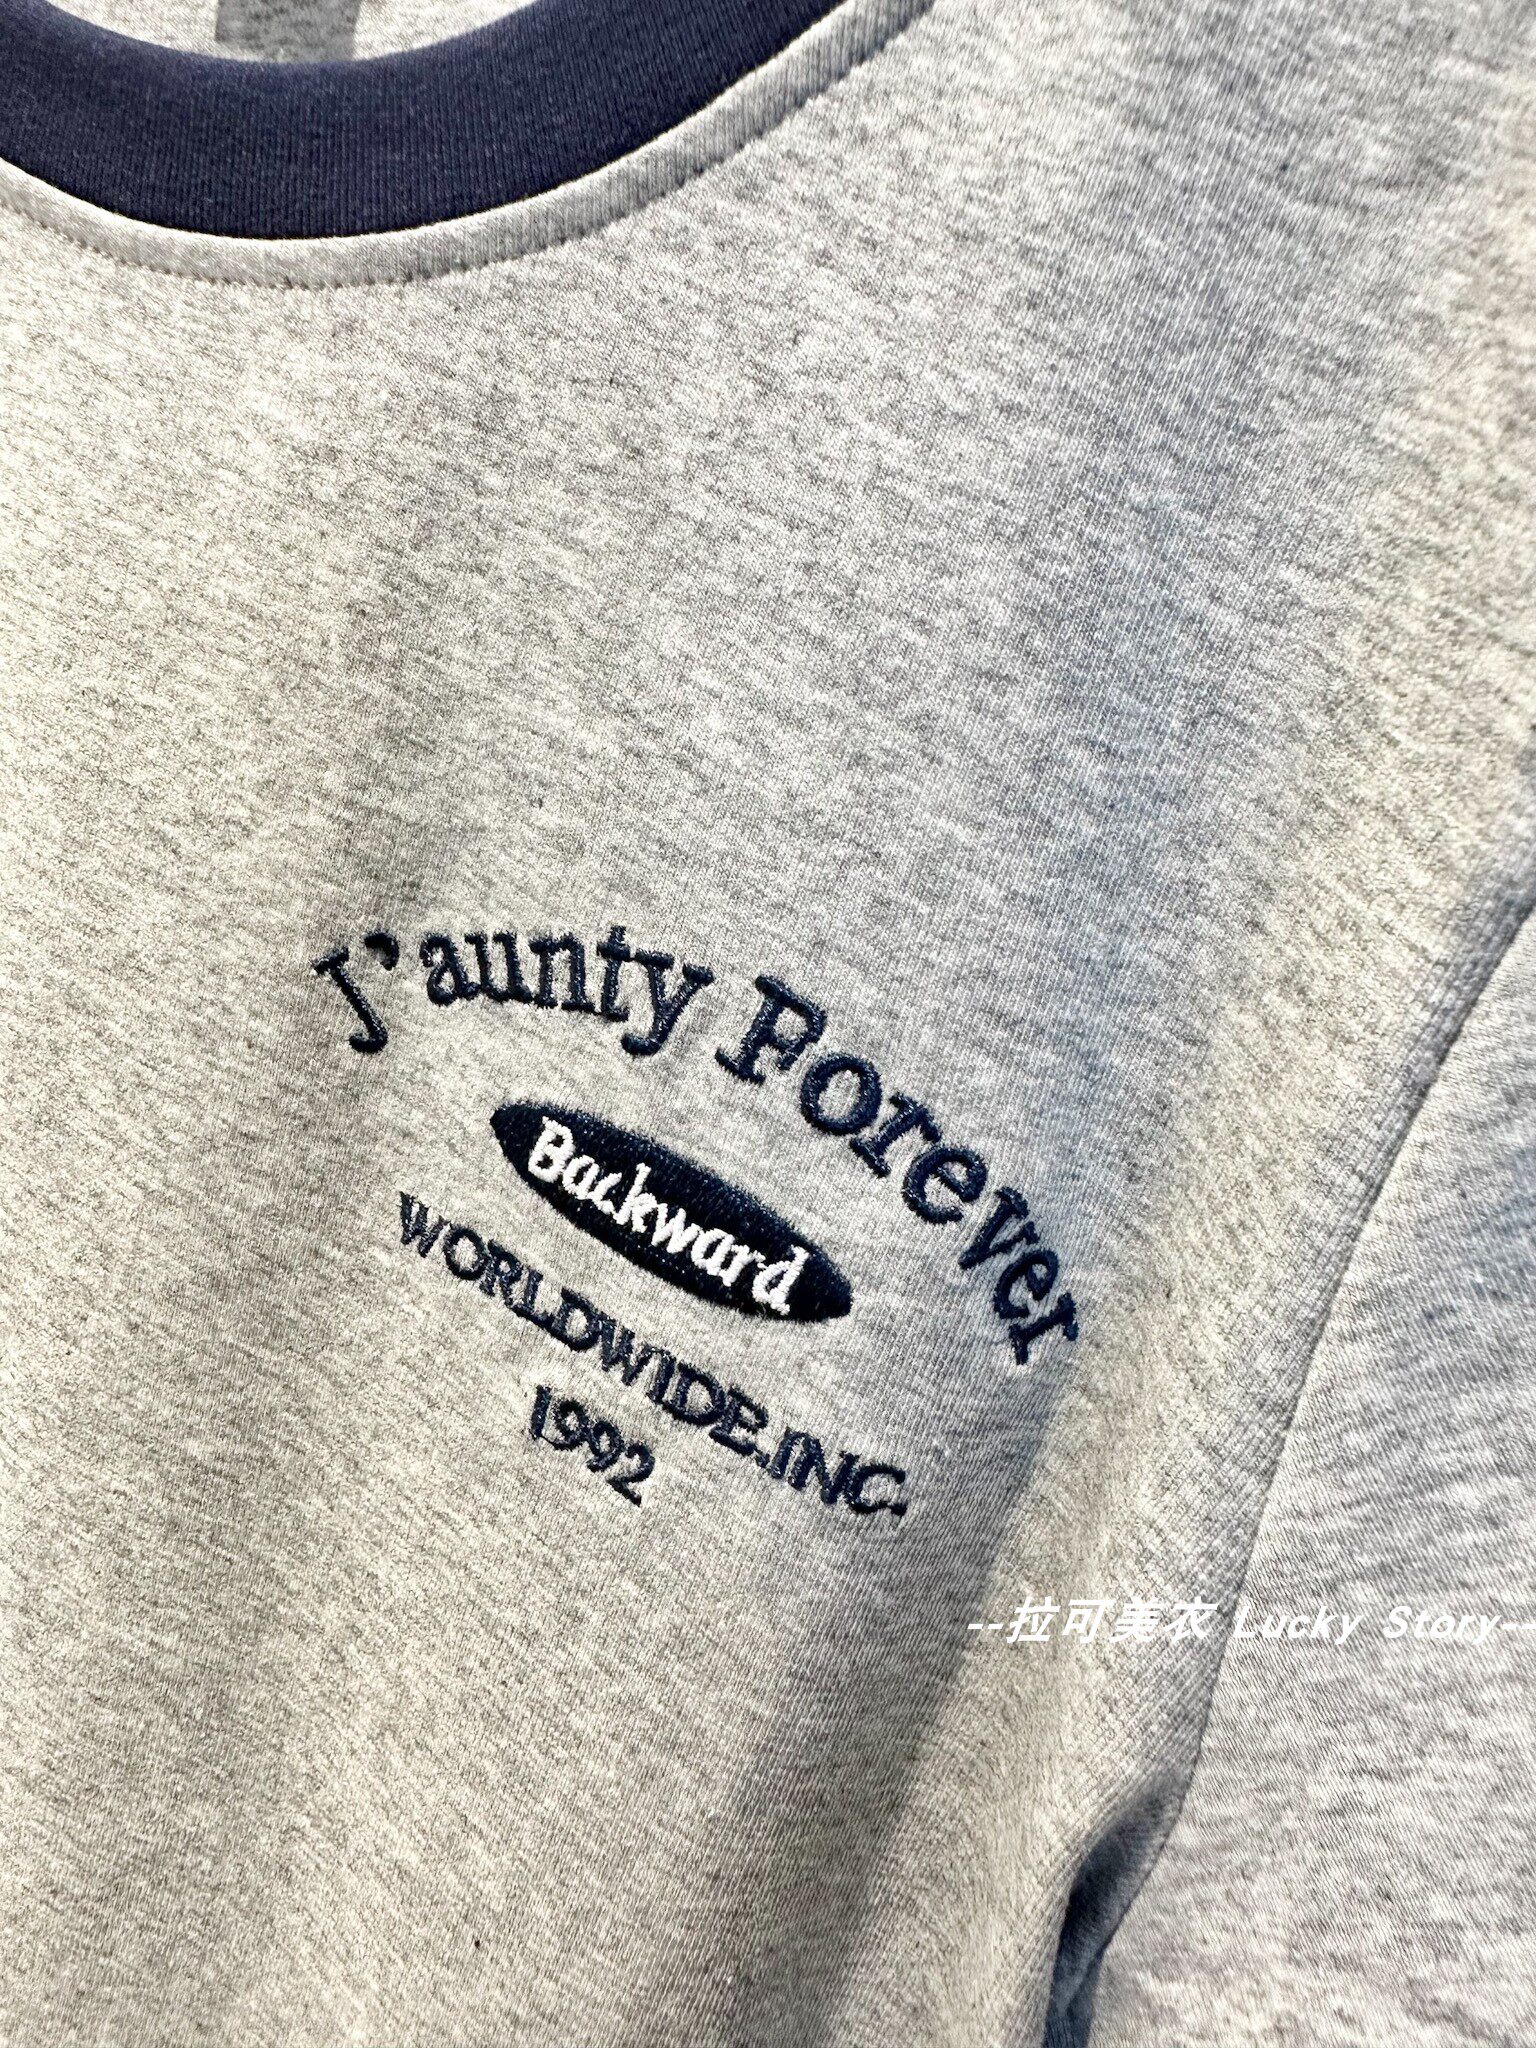 J'aunty Forever
Backward
WORLDWIDE.INC.
1992
--拉可美衣 Lucky Story--